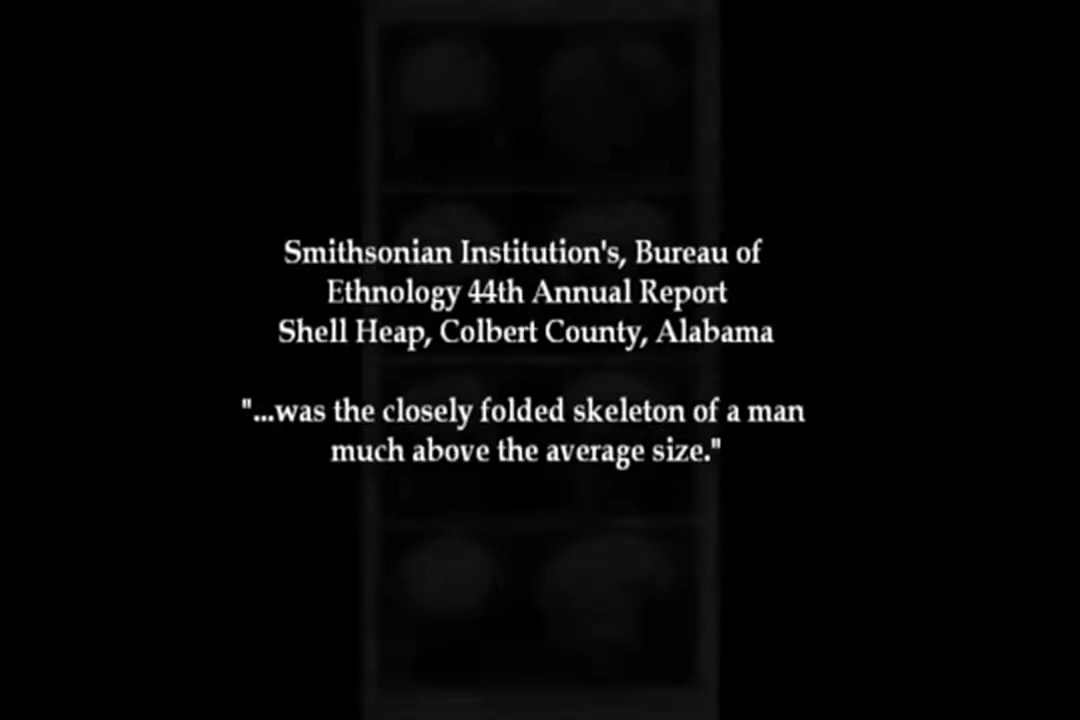 Smithsonian Institution's, Bureau of
Ethnology 44th Annual Report
Shell Heap, Colbert County, Alabama
"...was the closely folded skeleton of a man
much above the average size."